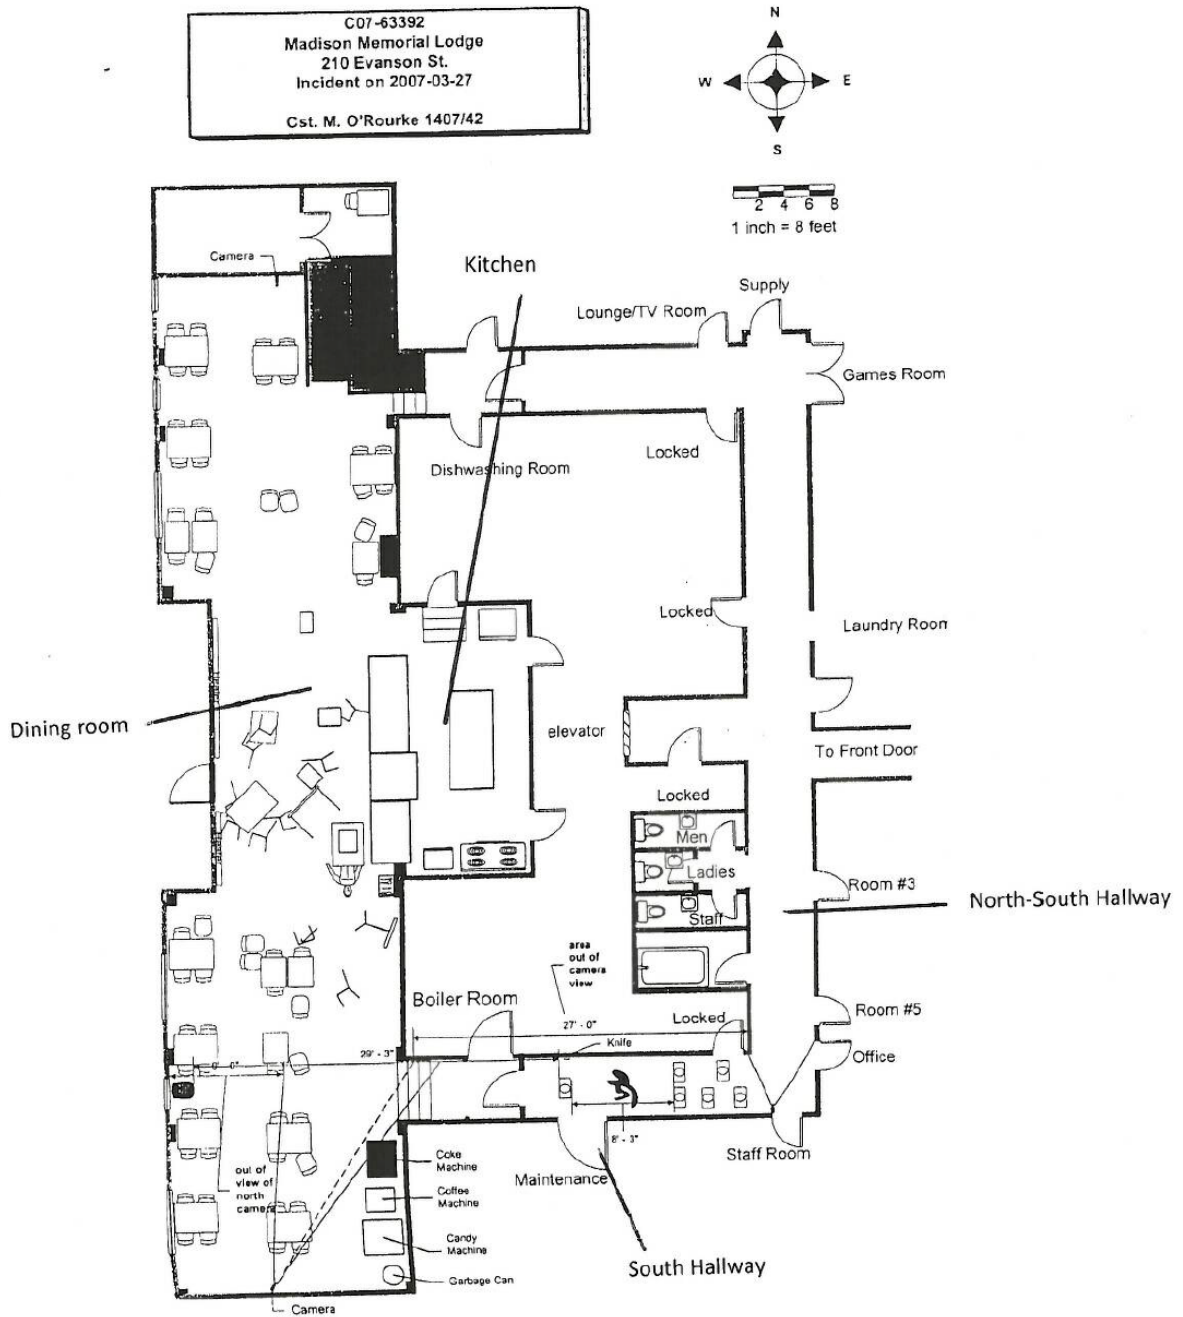 C07-63392
Madison Memorial Lodge
210 Evanson St.
Incident on 2007-03-27
Cst. M. O'Rourke 1407/42
N
W E
S
2 4 6 8
1 inch = 8 feet
Camera
Kitchen
Supply
Lounge/TV Room
Games Room
Dishwashing Room
Locked
Locked
Laundry Room
Dining room
elevator
To Front Door
Locked
Men
Ladies
Room #3
Staff
North-South Hallway
area
out of
camera
view
Boiler Room
Locked
Room #5
27' - 0"
Knife
29' - 3"
Office
8' - 3"
Staff Room
Maintenance
out of
view of
north
camera
Coke
Machine
Coffee
Machine
Candy
Machine
South Hallway
Garbage Can
Camera